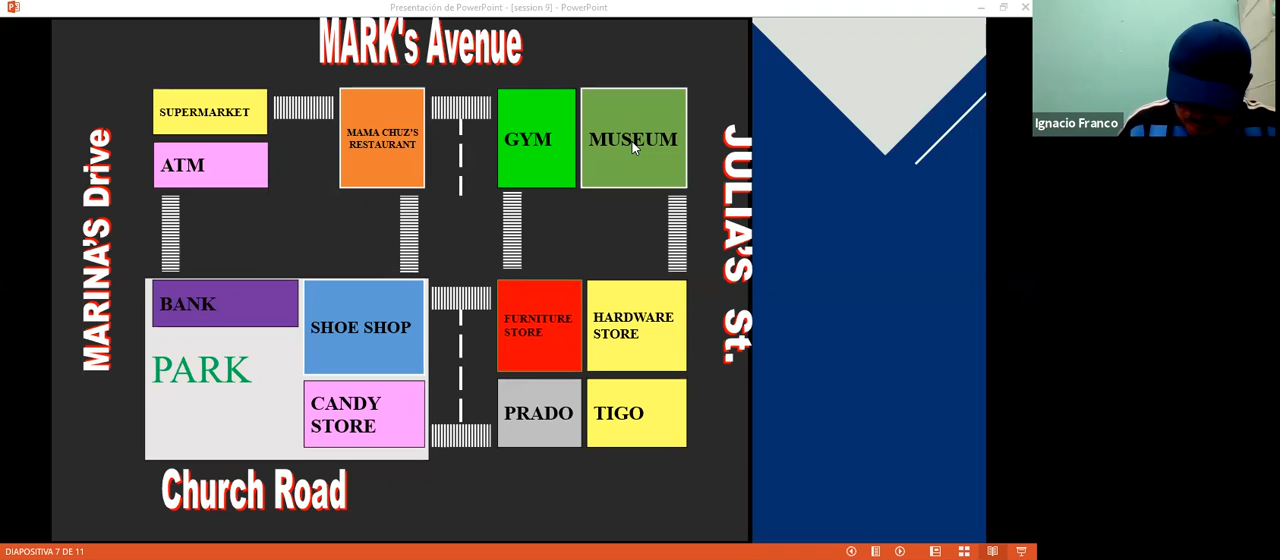 Presentación de PowerPoint - [session 9] - PowerPoint
MARK's Avenue
SUPERMARKET
ATM
MAMA CHUZ'S
RESTAURANT
GYM
MUSEUM
MARINA'S Drive
JULIA'S St.
BANK
PARK
SHOE SHOP
CANDY
STORE
FURNITURE
STORE
HARDWARE
STORE
PRADO
TIGO
Church Road
Ignacio Franco
DIAPOSITIVA 7 DE 11